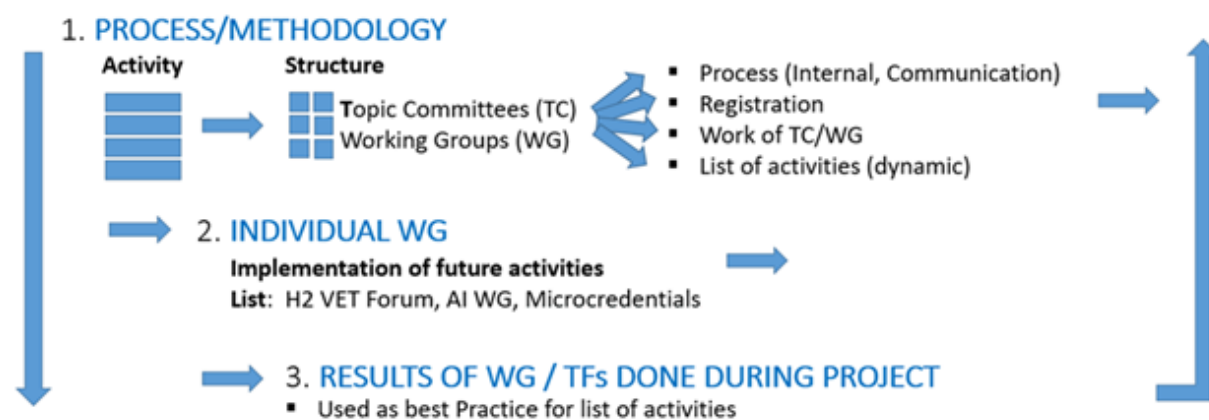 1. PROCESS/METHODOLOGY
Activity
Structure
Topic Committees (TC)
Working Groups (WG)
▪ Process (Internal, Communication)
▪ Registration
▪ Work of TC/WG
▪ List of activities (dynamic)
2. INDIVIDUAL WG
Implementation of future activities
List: H2 VET Forum, AI WG, Microcredentials
3. RESULTS OF WG / TFs DONE DURING PROJECT
▪ Used as best Practice for list of activities